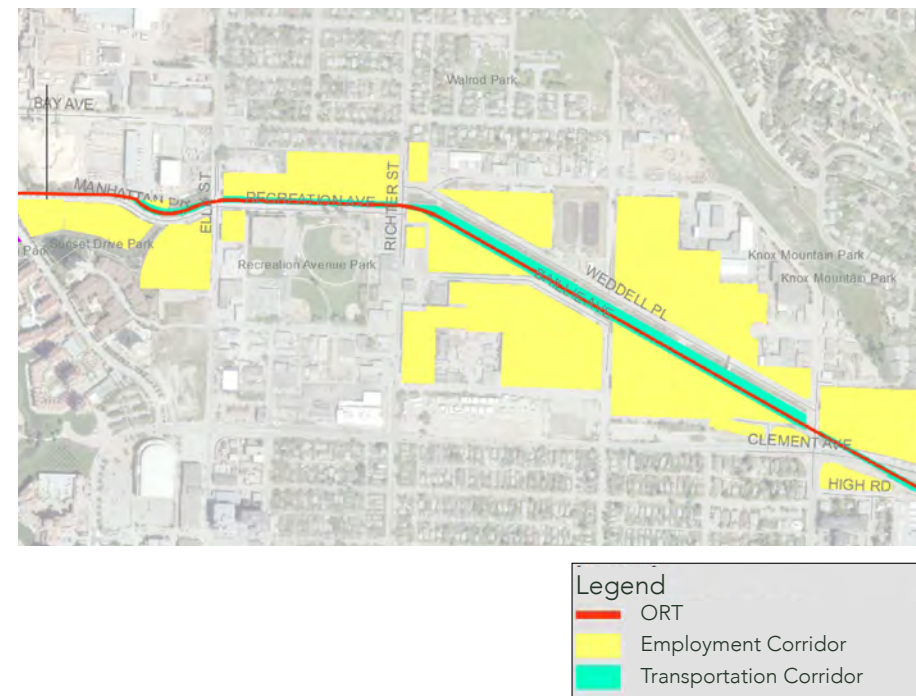 Walrod Park
BAY AVE
MANHATTAN DR
ELLIS ST
RECREATION AVE
RICHTER ST
Park
Sunset Drive Park
Recreation Avenue Park
WEDDELL PL
Knox Mountain Park
Knox Mountain Park
CLEMENT AVE
HIGH RD
Legend
ORT
Employment Corridor
Transportation Corridor